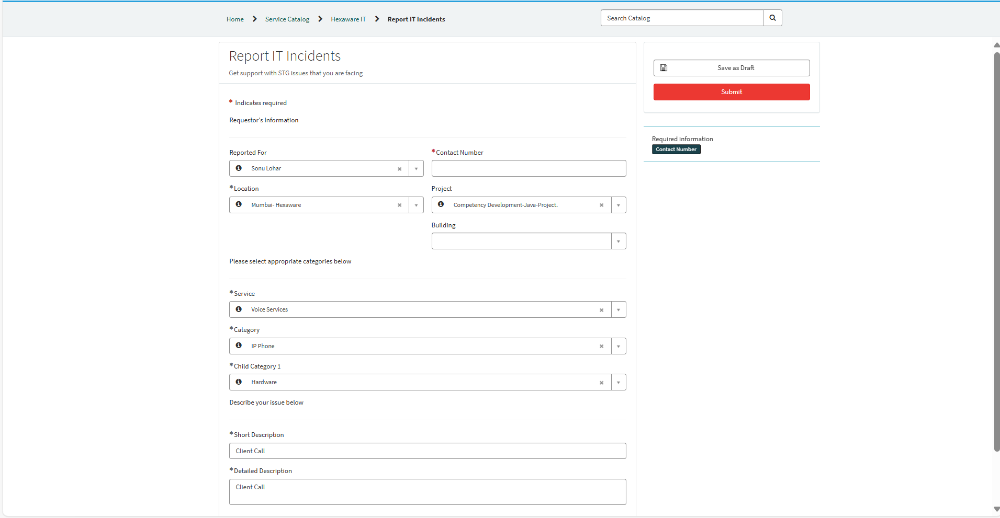 Home > Service Catalog > Hexaware IT > Report IT Incidents
Search Catalog
Report IT Incidents
Get support with STG issues that you are facing
Save as Draft
Submit
* Indicates required
Requestor's Information
Required information
Contact Number
Reported For
*Contact Number
Sonu Lohar
*Location
Project
Mumbai- Hexaware
Competency Development-Java-Project.
Building
Please select appropriate categories below
*Service
Voice Services
*Category
IP Phone
*Child Category 1
Hardware
Describe your issue below
*Short Description
Client Call
*Detailed Description
Client Call